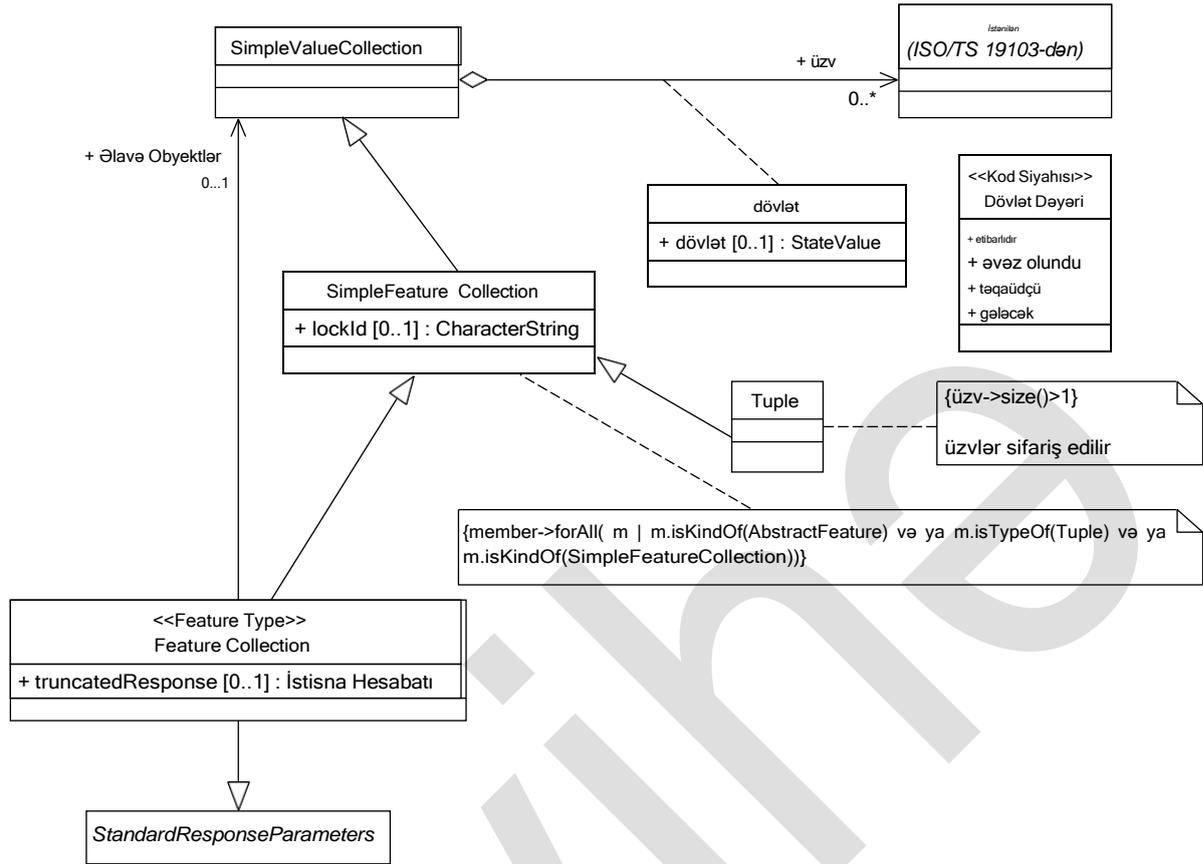 SimpleValueCollection
İstənilən
(ISO/TS 19103-dən)
+ üzv
0..*
+ Əlavə Obyektlər
0...1
dövlət
+ dövlət [0..1] : StateValue
<<Kod Siyahısı>>
Dövlət Dəyəri
+ etibarlıdır
+ əvəz olundu
+ təqaüdçü
+ gələcək
SimpleFeature Collection
+ lockId [0..1] : CharacterString
Tuple
{üzv->size()>1}
üzvlər sifariş edilir
{member->forAll( m | m.isKindOf(AbstractFeature) və ya m.isTypeOf(Tuple) və ya
m.isKindOf(SimpleFeatureCollection))}
<<Feature Type>>
Feature Collection
+ truncatedResponse [0..1] : İstisna Hesabatı
StandardResponseParameters